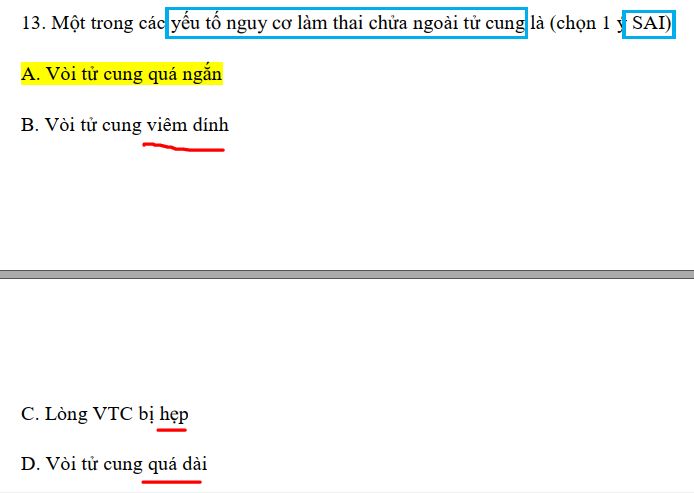 13. Một trong các yếu tố nguy cơ làm thai chửa ngoài tử cung là (chọn 1 ý SAI)
A. Vòi tử cung quá ngắn
B. Vòi tử cung viêm dính
C. Lòng VTC bị hẹp
D. Vòi tử cung quá dài